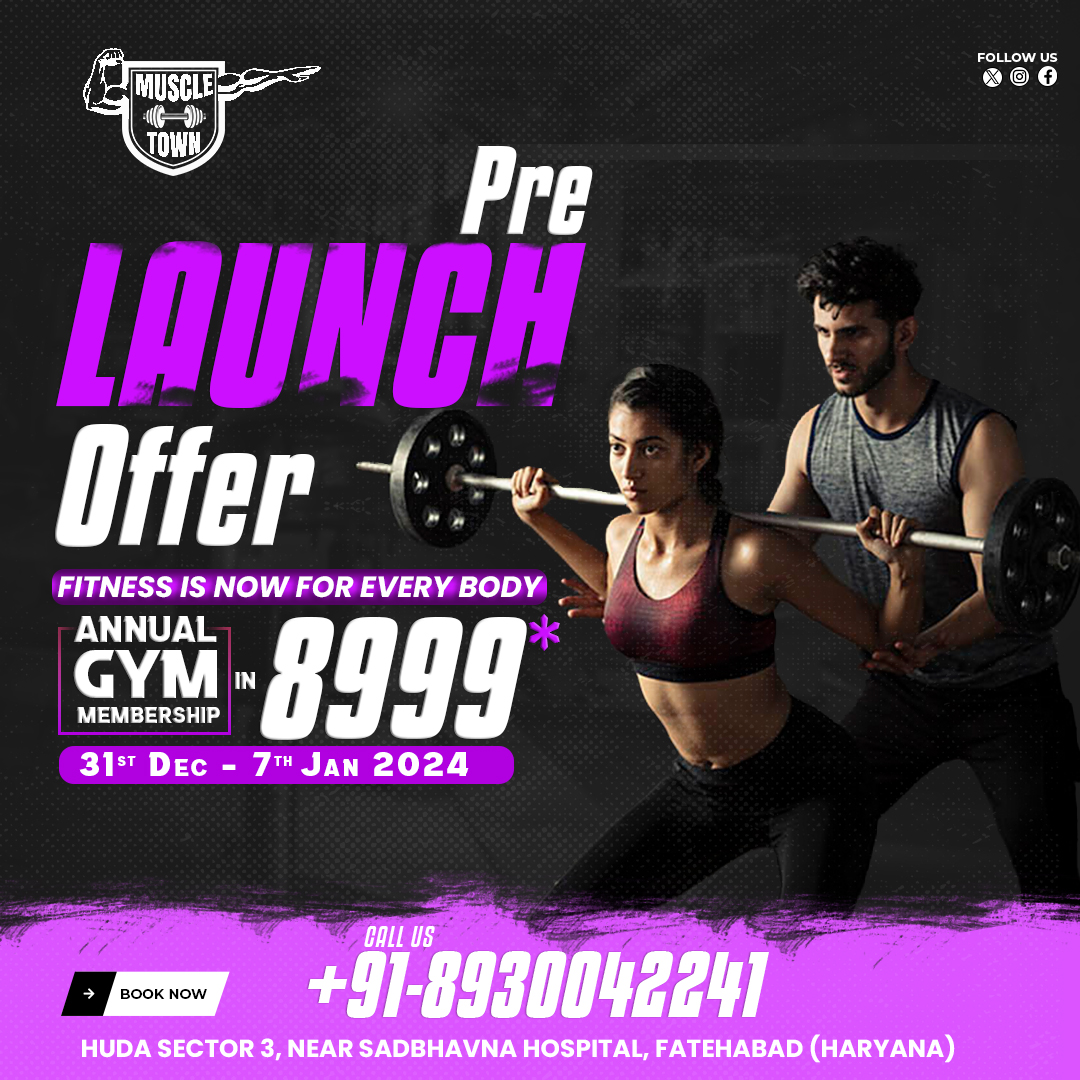 MUSCLE
TOWN
FOLLOW US
Pre
LAUNCH
Offer
FITNESS IS NOW FOR EVERY BODY
ANNUAL
GYM
MEMBERSHIP
IN
8999*
31ST DEC - 7TH JAN 2024
CALL US
+91-8930042241
BOOK NOW
HUDA SECTOR 3, NEAR SADBHAVNA HOSPITAL, FATEHABAD (HARYANA)